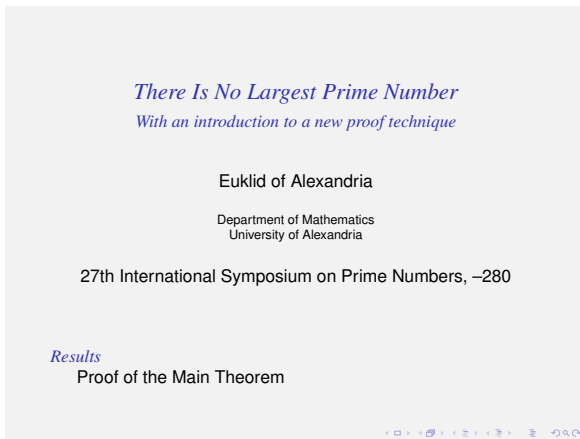 There Is No Largest Prime Number
With an introduction to a new proof technique
Euklid of Alexandria
Department of Mathematics
University of Alexandria
27th International Symposium on Prime Numbers, –280
Results
Proof of the Main Theorem